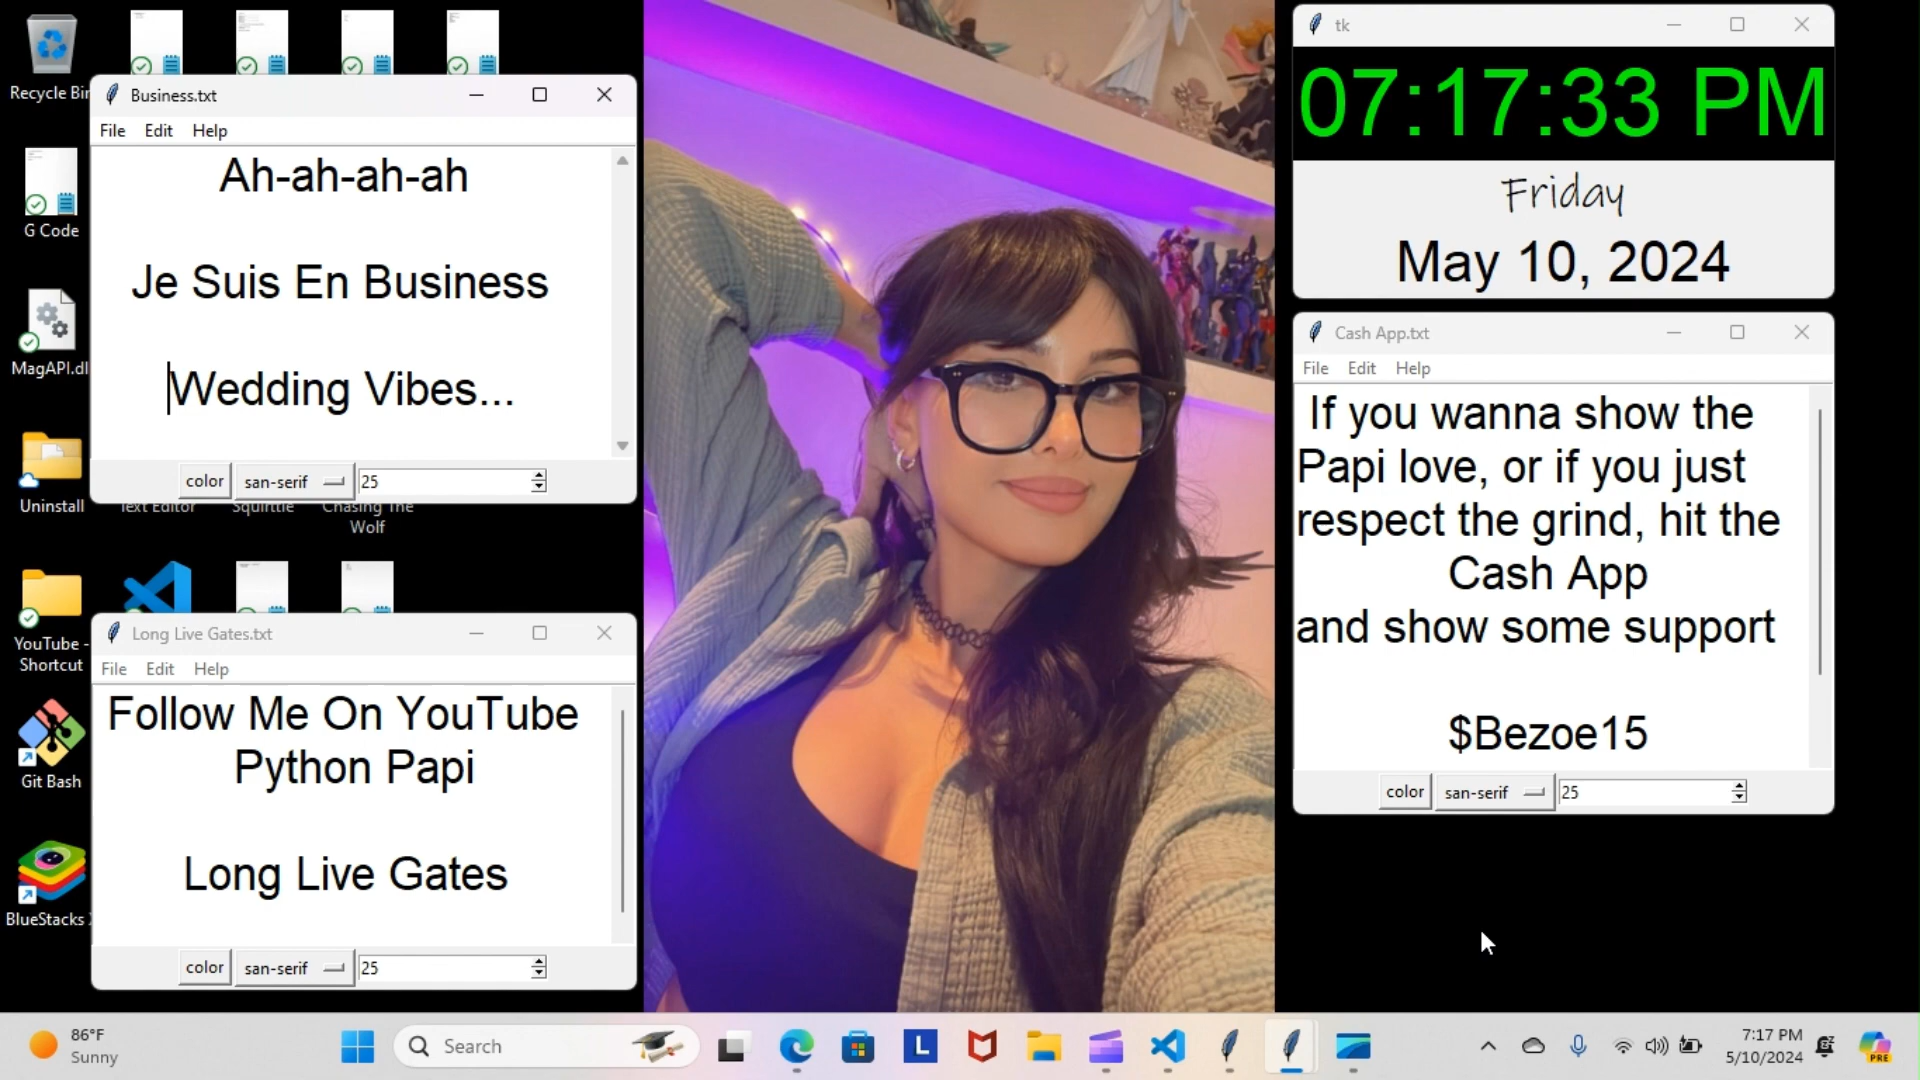 Recycle Bin
G Code
MagAPI.dl
Uninstall
Text Editor
Squirtle
Chasing The
Wolf
YouTube -
Shortcut
Git Bash
BlueStacks
Business.txt
File Edit Help
Ah-ah-ah-ah
Je Suis En Business
Wedding Vibes...
color san-serif 25
Long Live Gates.txt
File Edit Help
Follow Me On YouTube
Python Papi
Long Live Gates
color san-serif 25
tk
07:17:33 PM
Friday
May 10, 2024
Cash App.txt
File Edit Help
If you wanna show the
Papi love, or if you just
respect the grind, hit the
Cash App
and show some support
$Bezoe15
color san-serif 25
86°F
Sunny
Search
L
7:17 PM
5/10/2024
PRE